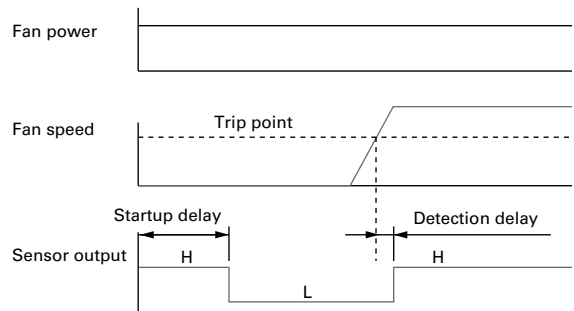 Fan power
Fan speed
Trip point
Startup delay
Detection delay
Sensor output
H
H
L